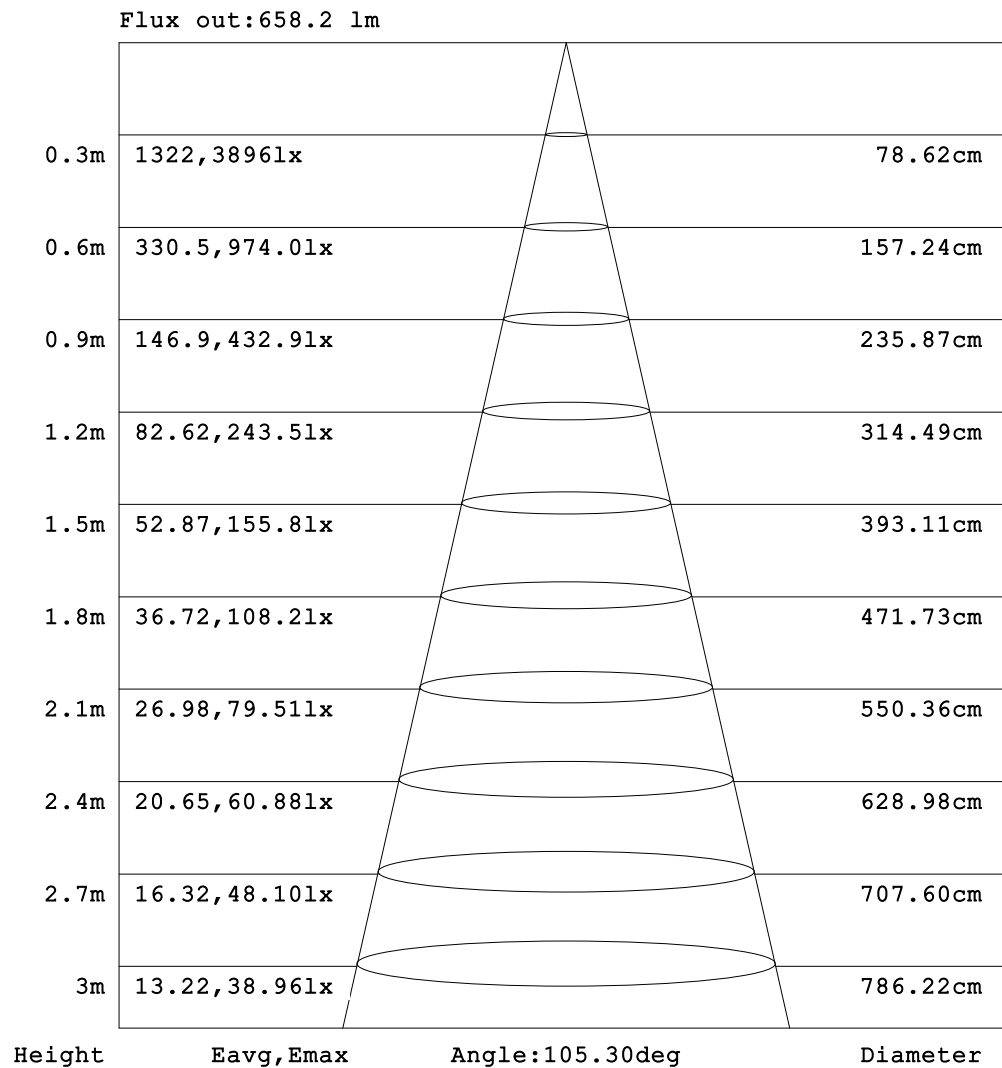 Flux out:658.2 lm
0.3m 1322,3896lx 78.62cm
0.6m 330.5,974.0lx 157.24cm
0.9m 146.9,432.9lx 235.87cm
1.2m 82.62,243.5lx 314.49cm
1.5m 52.87,155.8lx 393.11cm
1.8m 36.72,108.2lx 471.73cm
2.1m 26.98,79.51lx 550.36cm
2.4m 20.65,60.88lx 628.98cm
2.7m 16.32,48.10lx 707.60cm
3m 13.22,38.96lx 786.22cm
Height Eavg,Emax Angle:105.30deg Diameter